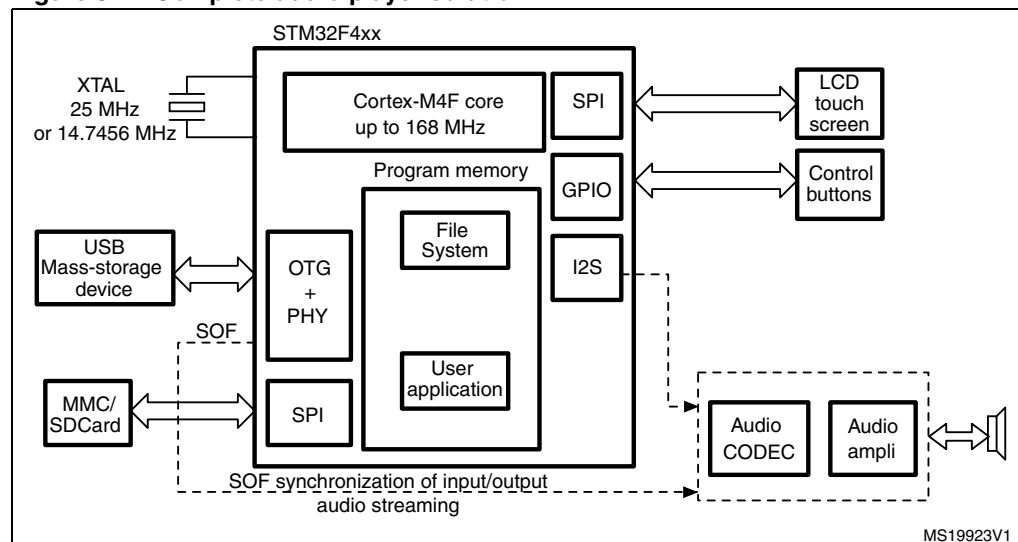 STM32F4xx
XTAL
25 MHz
or 14.7456 MHz
Cortex-M4F core
up to 168 MHz
SPI
LCD
touch
screen
Program memory
GPIO
Control
buttons
File
System
USB
Mass-storage
device
OTG
+
PHY
I2S
SOF
User
application
MMC/
SDCard
SPI
Audio
CODEC
Audio
ampli
SOF synchronization of input/output
audio streaming
MS19923V1